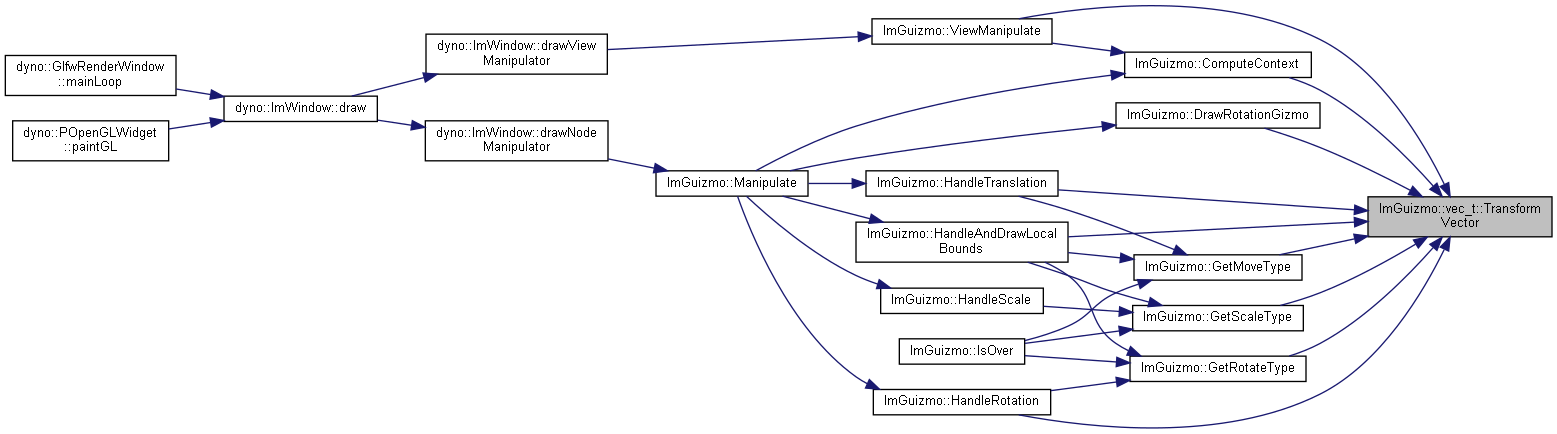 dyno::GlfwRenderWindow
::mainLoop
dyno::POpenGLWidget
::paintGL
dyno::ImWindow::draw
dyno::ImWindow::drawView
Manipulator
dyno::ImWindow::drawNode
Manipulator
ImGuizmo::Manipulate
ImGuizmo::ViewManipulate
ImGuizmo::ComputeContext
ImGuizmo::DrawRotationGizmo
ImGuizmo::HandleTranslation
ImGuizmo::HandleAndDrawLocal
Bounds
ImGuizmo::GetMoveType
ImGuizmo::HandleScale
ImGuizmo::GetScaleType
ImGuizmo::IsOver
ImGuizmo::GetRotateType
ImGuizmo::HandleRotation
ImGuizmo::vec_t::Transform
Vector